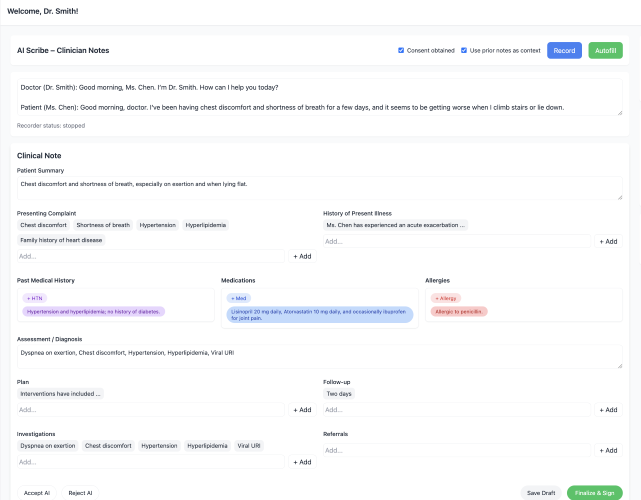 Welcome, Dr. Smith!
AI Scribe – Clinician Notes
Consent obtained
Use prior notes as context
Record
Autofill
Doctor (Dr. Smith): Good morning, Ms. Chen. I'm Dr. Smith. How can I help you today?
Patient (Ms. Chen): Good morning, doctor. I've been having chest discomfort and shortness of breath for a few days, and it seems to be getting worse when I climb stairs or lie down.
Recorder status: stopped
Clinical Note
Patient Summary
Chest discomfort and shortness of breath, especially on exertion and when lying flat.
Presenting Complaint
Chest discomfort
Shortness of breath
Hypertension
Hyperlipidemia
Family history of heart disease
Add...
+ Add
History of Present Illness
Ms. Chen has experienced an acute exacerbation ...
Add...
+ Add
Past Medical History
+ HTN
Hypertension and hyperlipidemia; no history of diabetes.
Medications
+ Med
Lisinopril 20 mg daily, Atorvastatin 10 mg daily, and occasionally ibuprofen
for joint pain.
Allergies
+ Allergy
Allergic to penicillin.
Assessment / Diagnosis
Dyspnea on exertion, Chest discomfort, Hypertension, Hyperlipidemia, Viral URI
Plan
Interventions have included ...
Add...
+ Add
Follow-up
Two days
Add...
+ Add
Investigations
Dyspnea on exertion
Chest discomfort
Hypertension
Hyperlipidemia
Viral URI
Add...
+ Add
Referrals
Add...
+ Add
Accept AI
Reject AI
Save Draft
Finalize & Sign